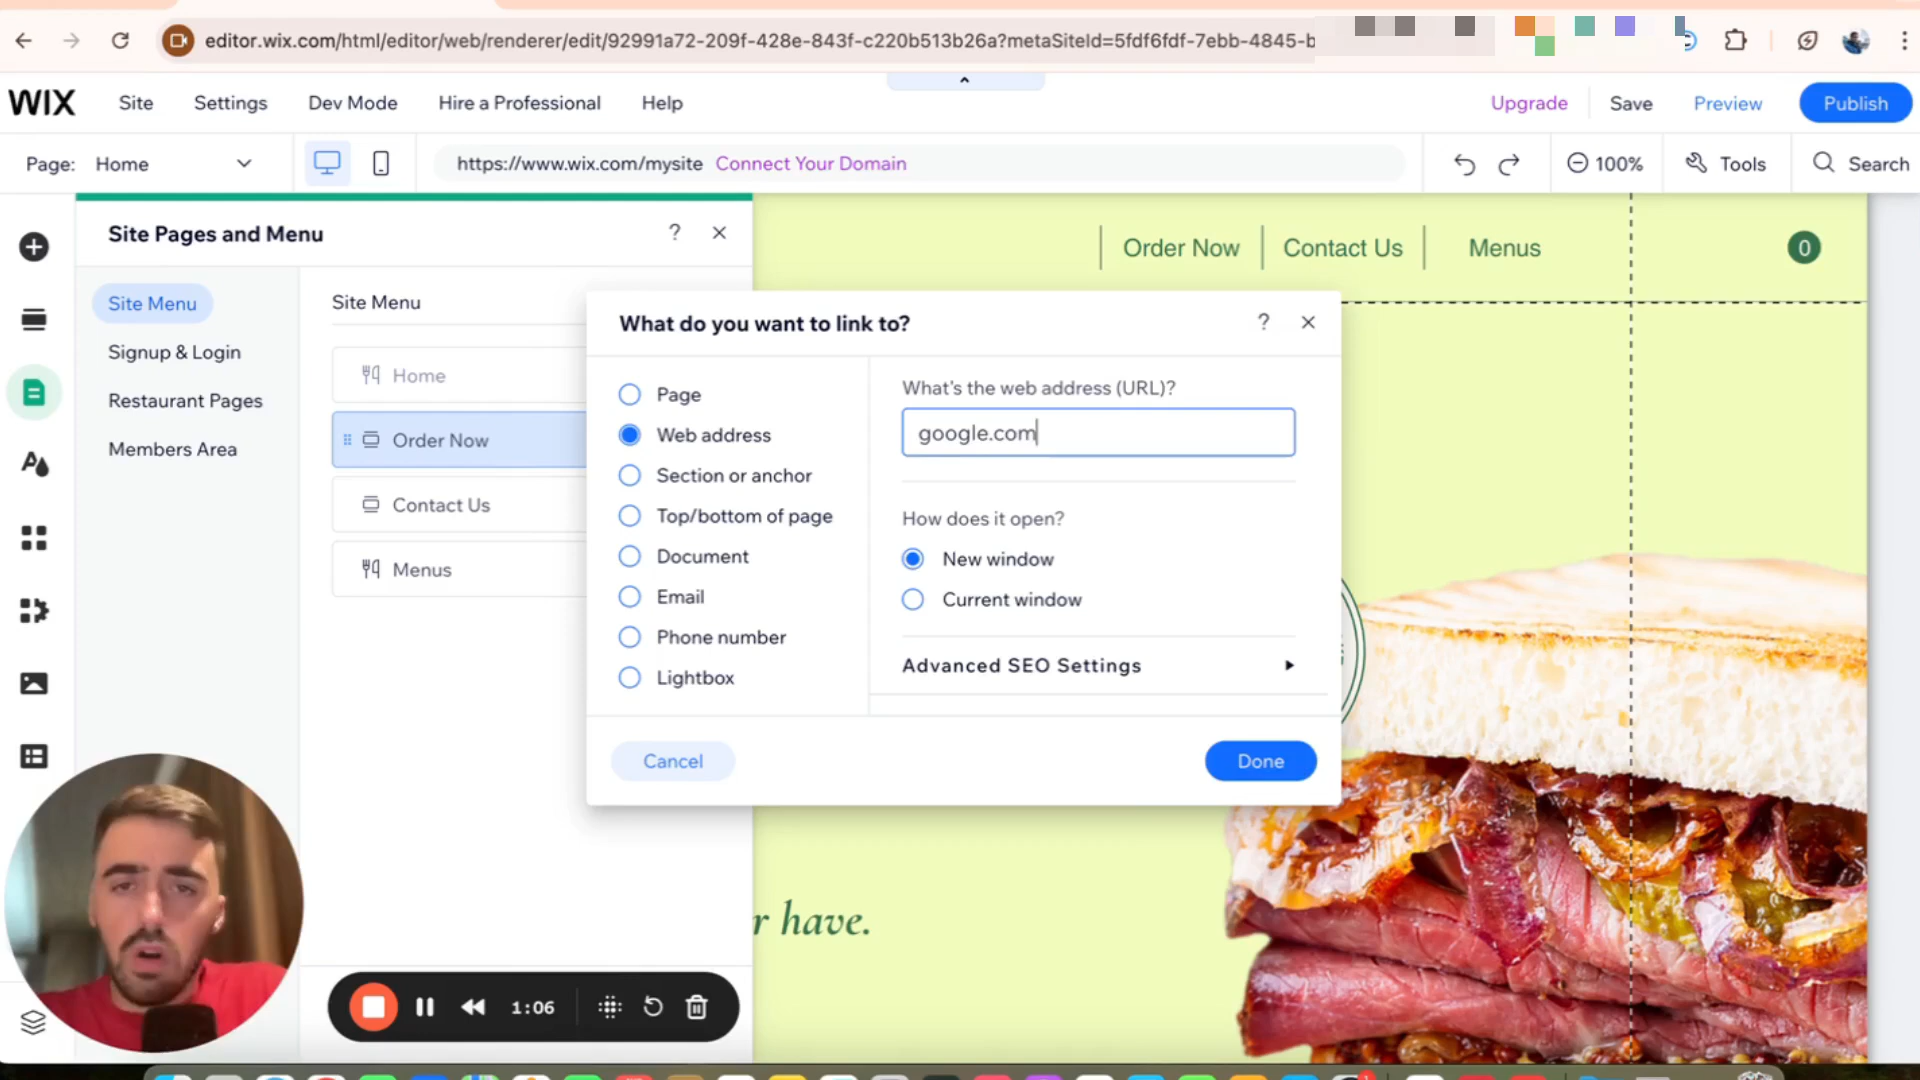 editor.wix.com/html/editor/web/renderer/edit/92991a72-209f-428e-843f-c220b513b26a?metaSiteId=5fdf6fdf-7ebb-4845-b
WIX Site Settings Dev Mode Hire a Professional Help Upgrade Save Preview Publish
Page: Home https://www.wix.com/mysite Connect Your Domain 100% Tools Search
Site Pages and Menu ?
Order Now Contact Us Menus 0
Site Menu
Signup & Login
Restaurant Pages
Members Area
Site Menu
Home
Order Now
Contact Us
Menus
What do you want to link to? ?
Page
Web address
Section or anchor
Top/bottom of page
Document
Email
Phone number
Lightbox
What's the web address (URL)?
google.com
How does it open?
New window
Current window
Advanced SEO Settings
Cancel Done
r have.
1:06